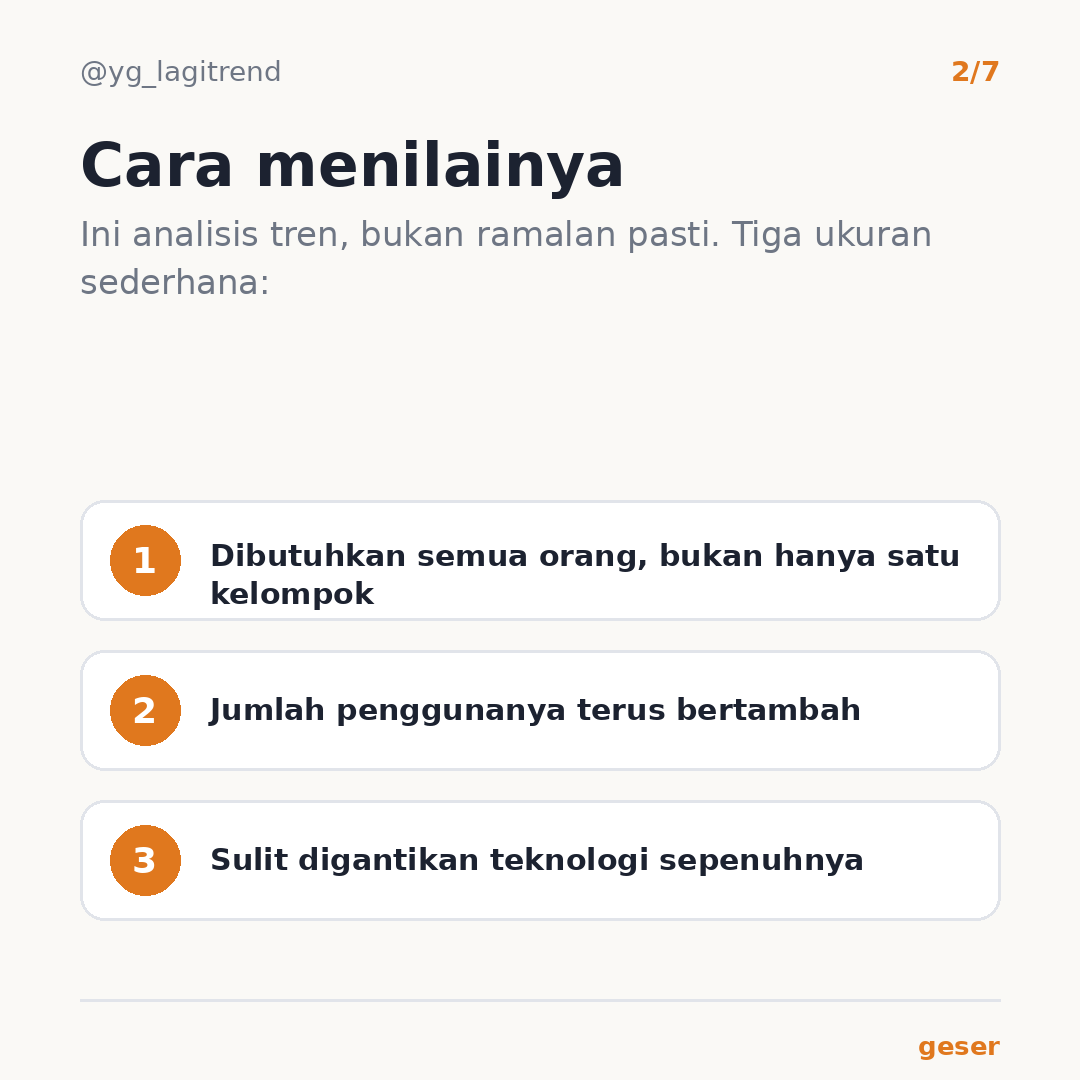 @yg_lagitrend
2/7
Cara menilainya
Ini analisis tren, bukan ramalan pasti. Tiga ukuran
sederhana:
1
Dibutuhkan semua orang, bukan hanya satu
kelompok
2
Jumlah penggunanya terus bertambah
3
Sulit digantikan teknologi sepenuhnya
geser